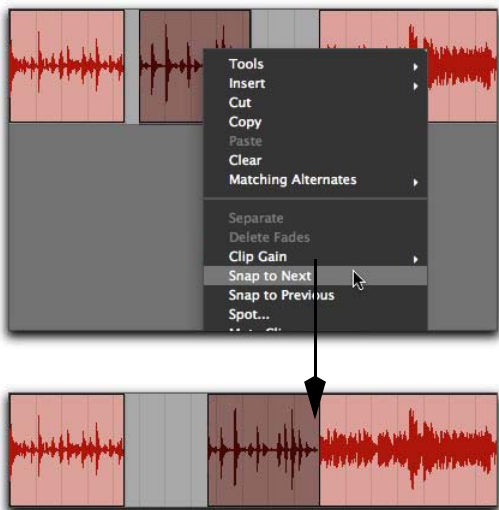 Tools
Insert
Cut
Copy
Paste
Clear
Matching Alternates
Separate
Delete Fades
Clip Gain
Snap to Next
Snap to Previous
Spot...